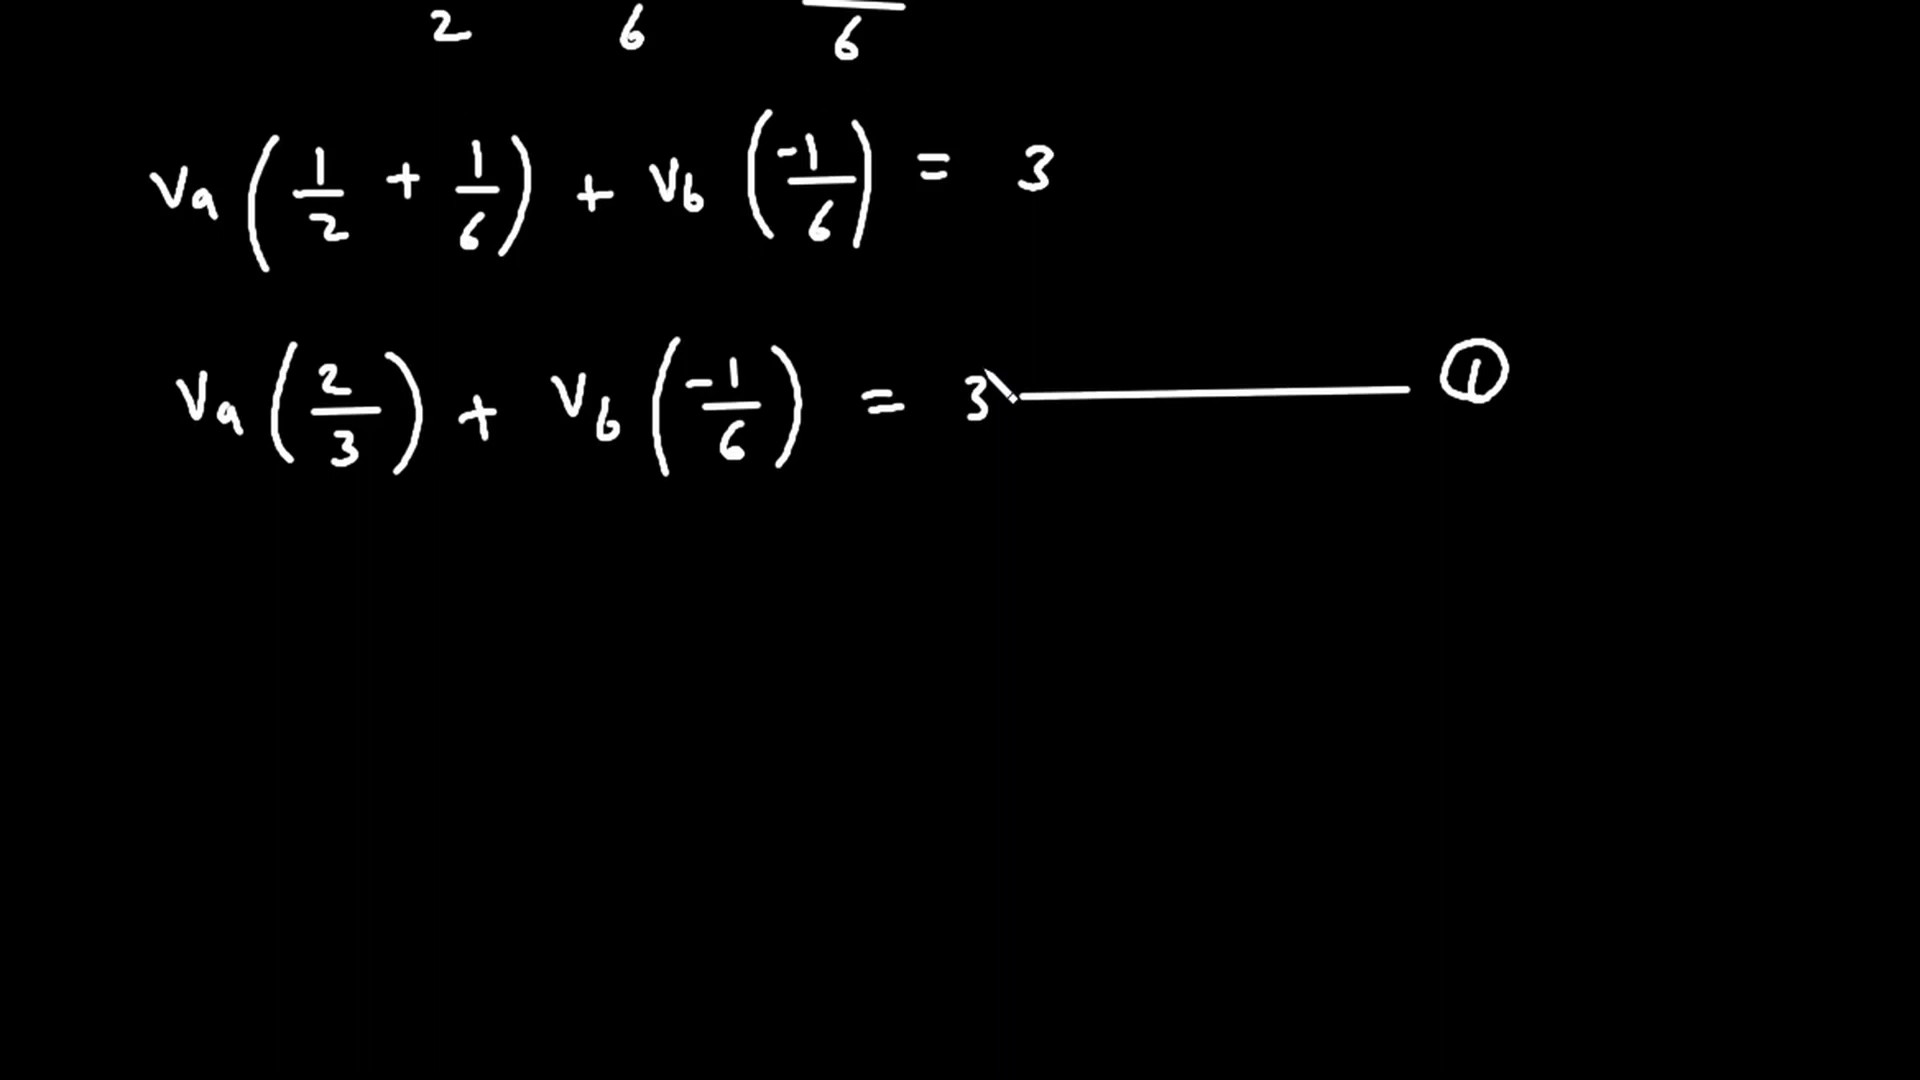 2 6 6
Va (1/2 + 1/6) + Vb (-1/6) = 3
Va (2/3) + Vb (-1/6) = 3 ——— ①